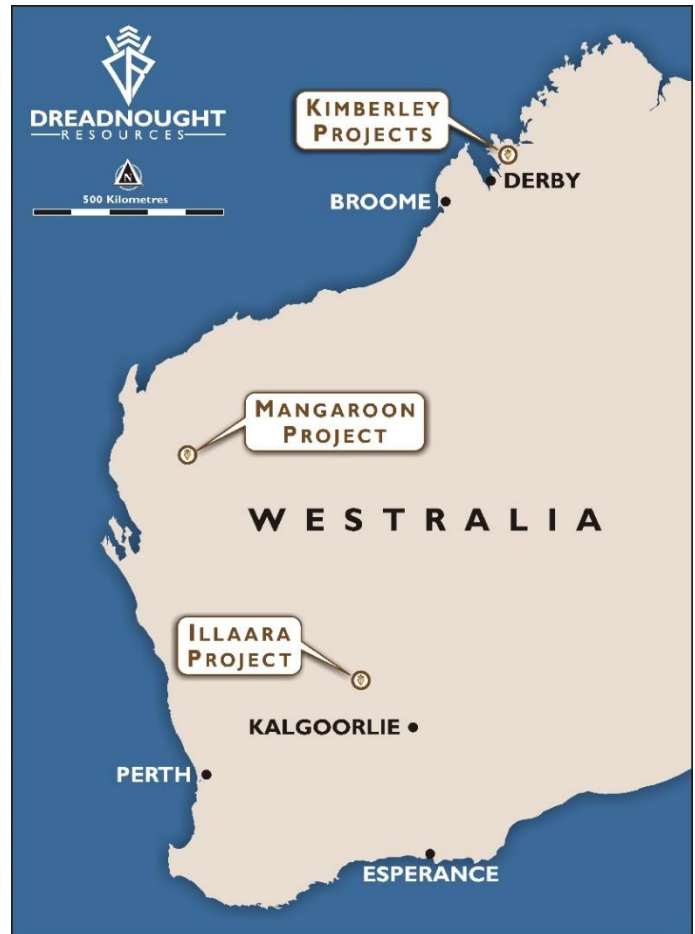 DREADNOUGHT
RESOURCES
N
500 Kilometres
KIMBERLEY
PROJECTS
DERBY
BROOME
MANGAROON
PROJECT
WESTRALIA
ILLAARA
PROJECT
KALGOORLIE
PERTH
ESPERANCE